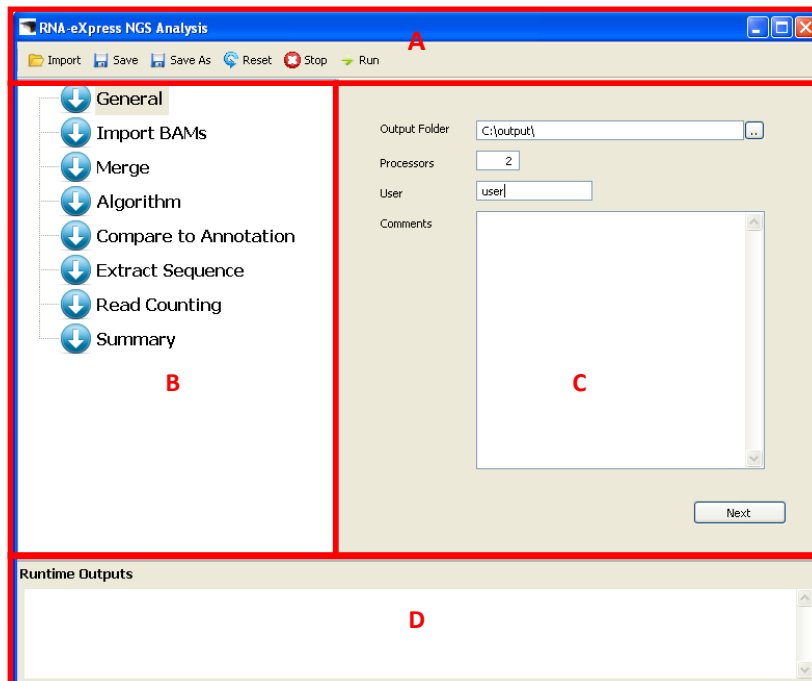 RNA-eXpress NGS Analysis
A
Import Save Save As Reset Stop Run
General
Import BAMs
Merge
Algorithm
Compare to Annotation
Extract Sequence
Read Counting
Summary
B
Output Folder C:\output\ ..
Processors 2
User user
Comments
C
Next
Runtime Outputs
D